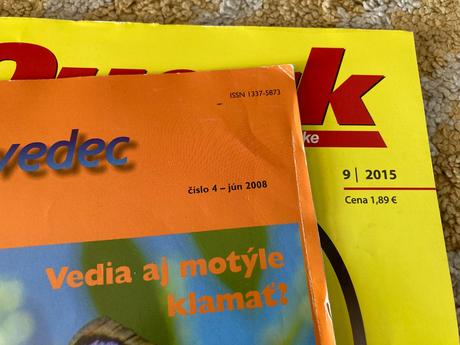 ISSN 1337-5873
vedec
číslo 4 – jún 2008
Vedia aj motýle
klamať?
9 | 2015
Cena 1,89 €